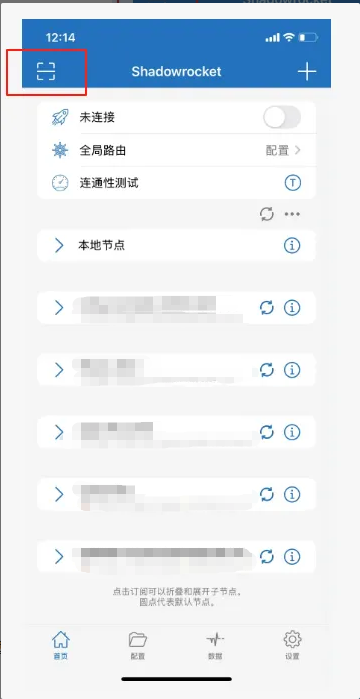 12:14
Shadowrocket
未连接
全局路由 配置
连通性测试 T
本地节点
点击订阅可以折叠和展开子节点。
圆点代表默认节点。
首页 配置 数据 设置